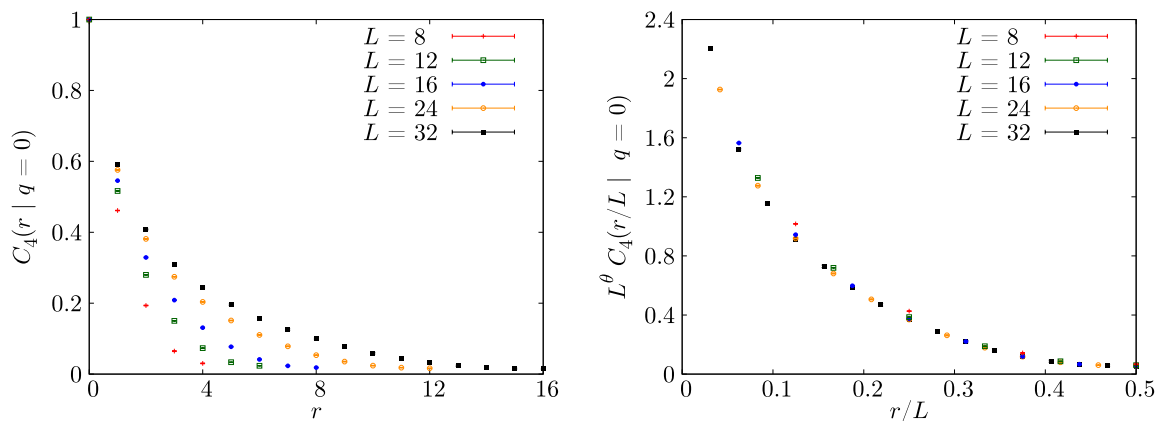 C₄(r | q = 0)
1
0.8
0.6
0.4
0.2
0
L = 8
L = 12
L = 16
L = 24
L = 32
0 4 8 12 16
r
L^θ C₄(r/L | q = 0)
2.4
2
1.6
1.2
0.8
0.4
0
L = 8
L = 12
L = 16
L = 24
L = 32
0 0.1 0.2 0.3 0.4 0.5
r/L